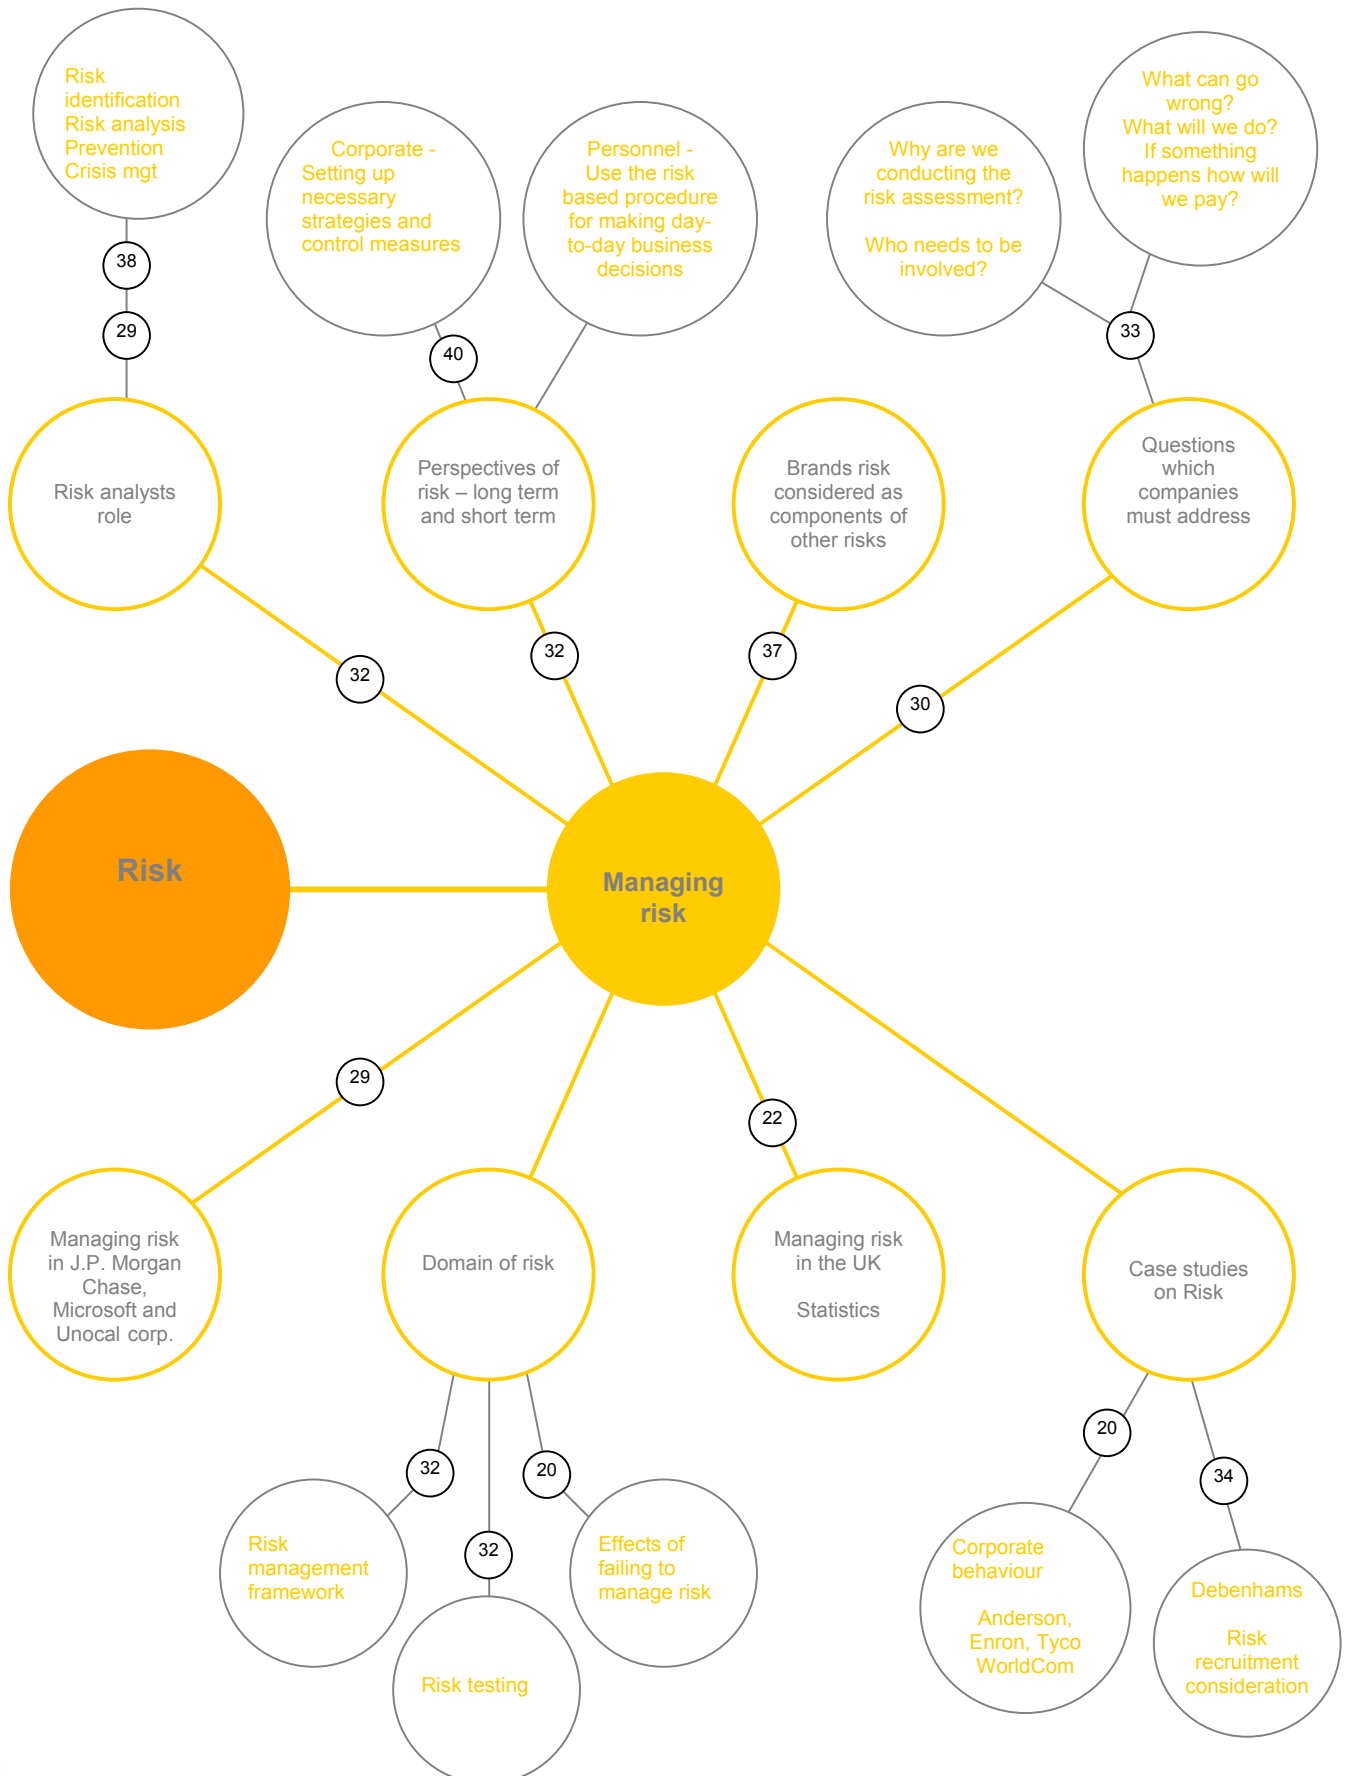 Risk
identification
Risk analysis
Prevention
Crisis mgt
38
29
Corporate -
Setting up
necessary
strategies and
control measures
40
Personnel -
Use the risk
based procedure
for making day-
to-day business
decisions
Why are we
conducting the
risk assessment?
Who needs to be
involved?
What can go
wrong?
What will we do?
If something
happens how will
we pay?
33
Risk analysts
role
Perspectives of
risk – long term
and short term
Brands risk
considered as
components of
other risks
Questions
which
companies
must address
32
32
37
30
Risk
Managing
risk
29
22
Managing risk
in J.P. Morgan
Chase,
Microsoft and
Unocal corp.
Domain of risk
Managing risk
in the UK
Statistics
Case studies
on Risk
32
32
20
20
34
Risk
management
framework
Risk testing
Effects of
failing to
manage risk
Corporate
behaviour
Anderson,
Enron, Tyco
WorldCom
Debenhams
Risk
recruitment
consideration